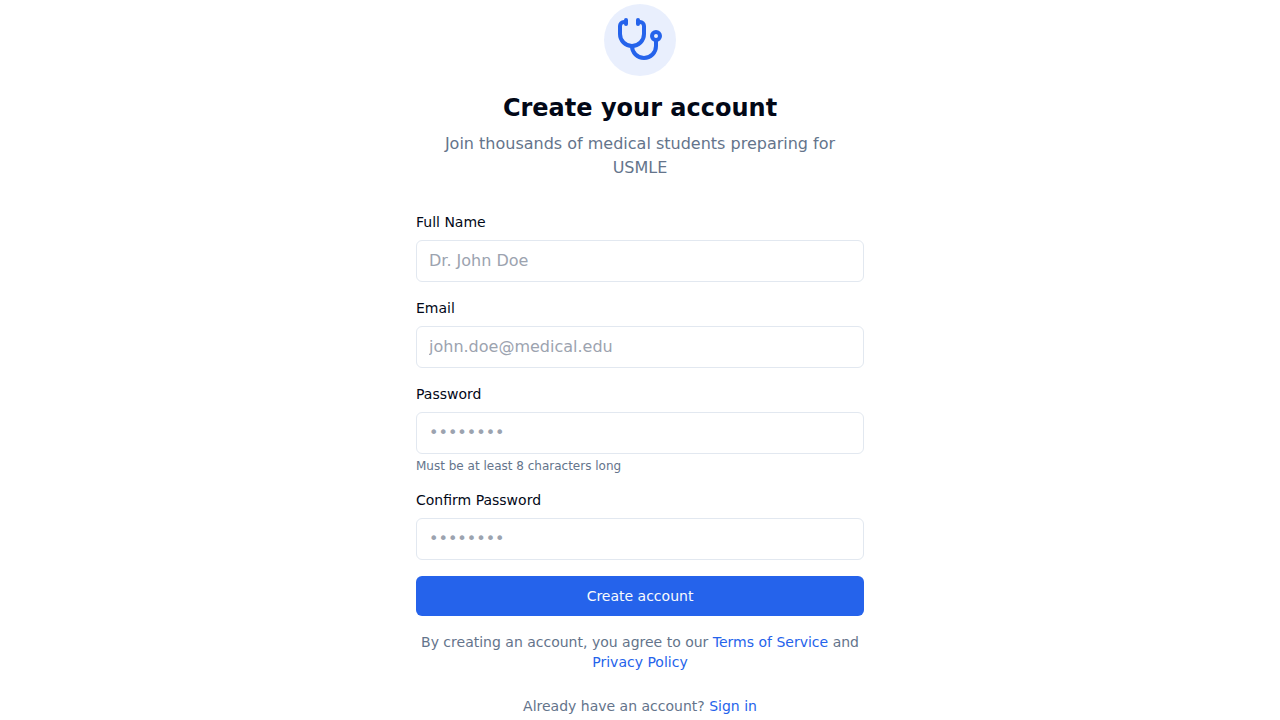 Create your account
Join thousands of medical students preparing for
USMLE
Full Name
Dr. John Doe
Email
john.doe@medical.edu
Password
••••••••
Must be at least 8 characters long
Confirm Password
••••••••
Create account
By creating an account, you agree to our Terms of Service and
Privacy Policy
Already have an account? Sign in